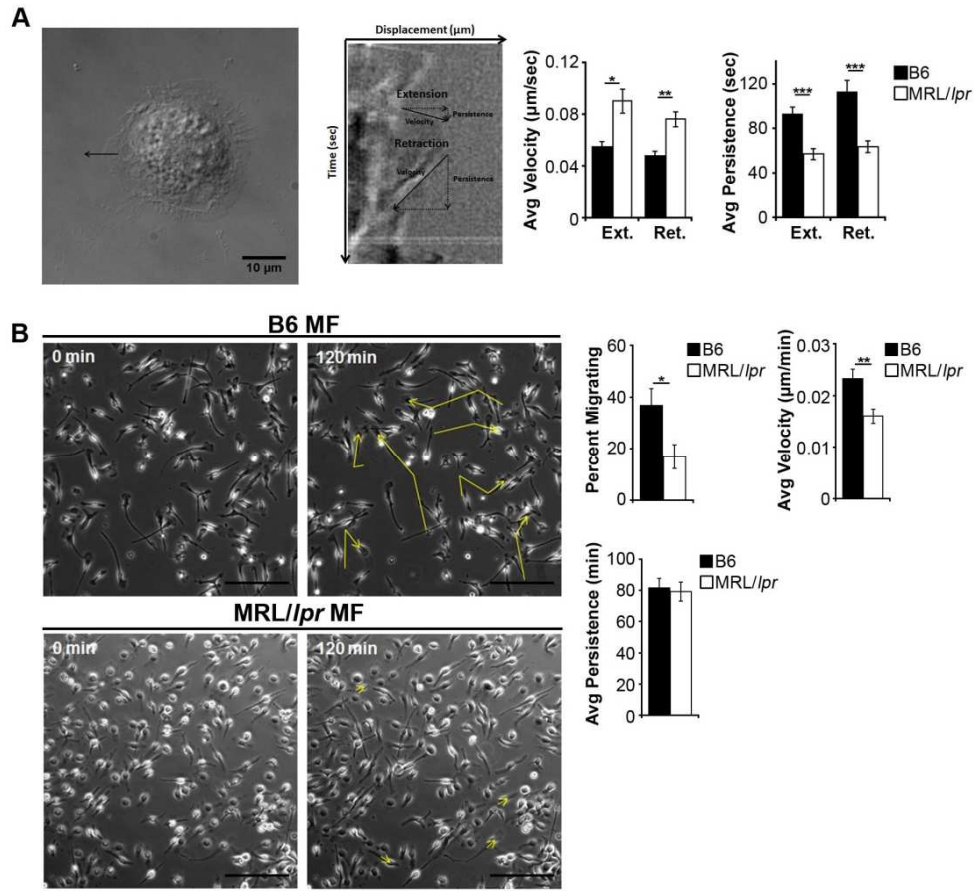 A
10 µm
Displacement (µm)
Time (sec)
Extension
Velocity
Persistence
Retraction
Velocity
Persistence
Avg Velocity (µm/sec)
0.12
0.08
0.04
0
*
**
Ext.
Ret.
Avg Persistence (sec)
120
80
40
0
***
***
Ext.
Ret.
B6
MRL/lpr
B
B6 MF
0 min
120 min
MRL/lpr MF
0 min
120 min
Percent Migrating
60
40
20
0
*
B6
MRL/lpr
Avg Velocity (µm/min)
0.03
0.02
0.01
0.00
**
B6
MRL/lpr
Avg Persistence (min)
100
80
60
40
20
0
B6
MRL/lpr